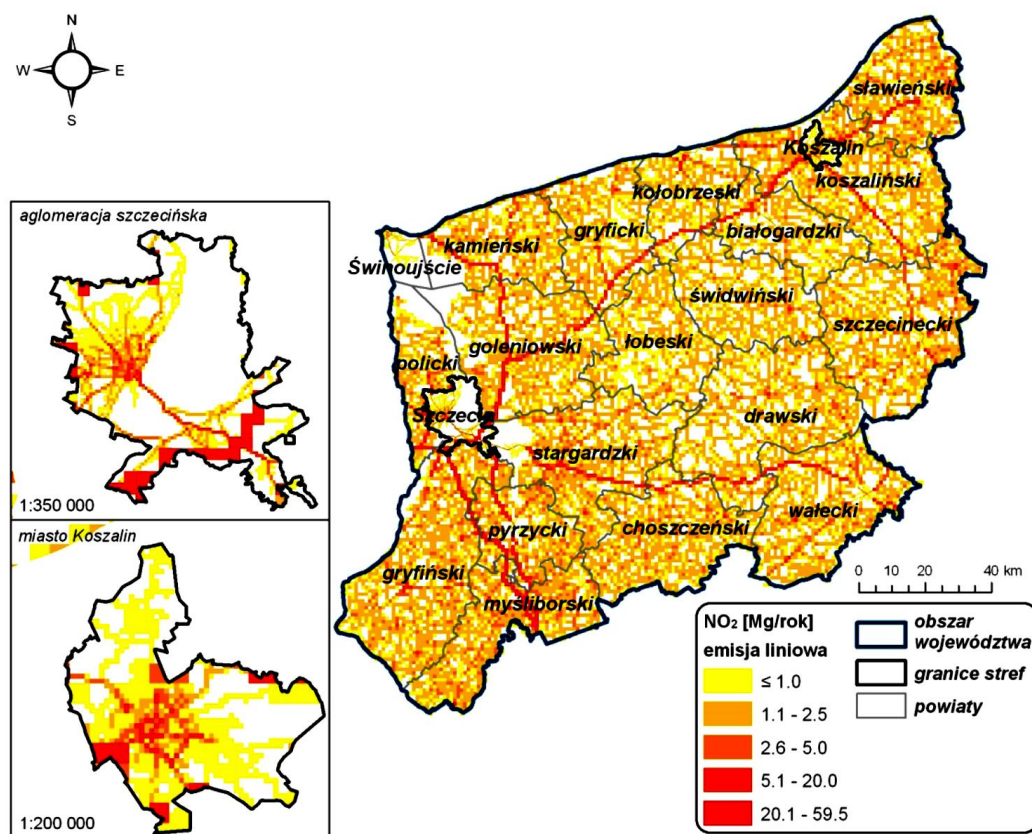 N
W E
S
aglomeracja szczecińska
1:350 000
miasto Koszalin
1:200 000
sławieński
Koszalin
koszaliński
kołobrzeski
gryficki
białogardzki
kamieński
Świnoujście
świdwiński
szczecinecki
goleniowski
łobeski
policki
Szczecin
drawski
stargardzki
wałecki
pyrzycki
choszczeński
gryfiński
myśliborski
0 10 20 40 km
NO₂ [Mg/rok]
emisja liniowa
≤ 1.0
1.1 - 2.5
2.6 - 5.0
5.1 - 20.0
20.1 - 59.5
obszar
województwa
granice stref
powiaty